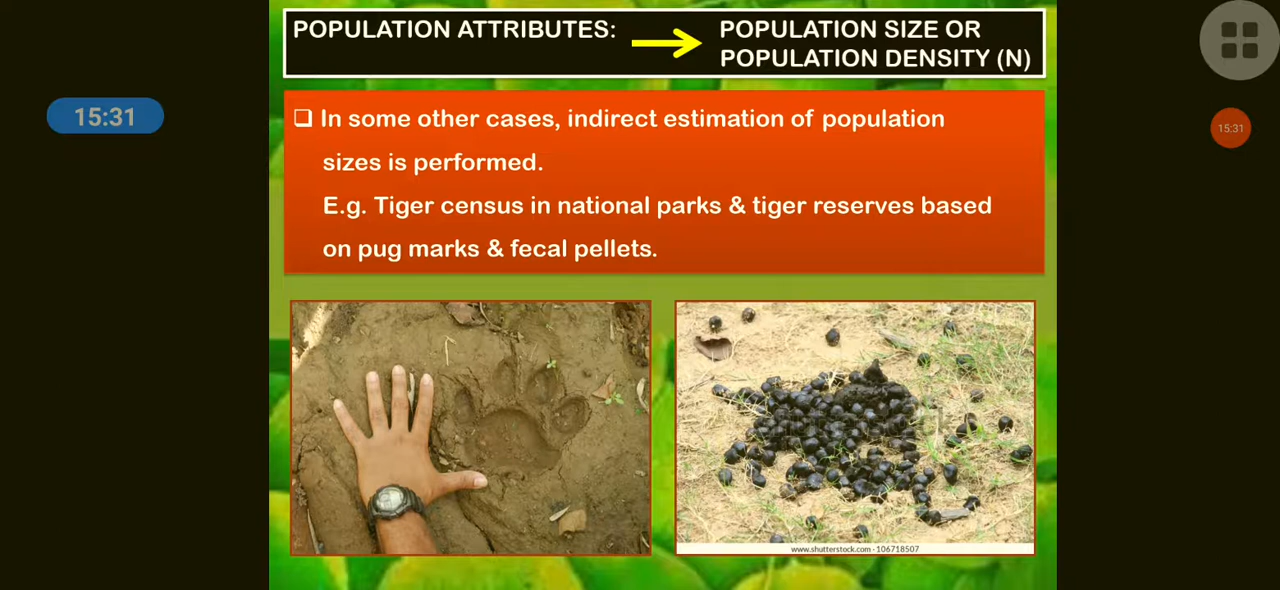 POPULATION ATTRIBUTES:
POPULATION SIZE OR
POPULATION DENSITY (N)
15:31
15:31
❑ In some other cases, indirect estimation of population
sizes is performed.
E.g. Tiger census in national parks & tiger reserves based
on pug marks & fecal pellets.
www.shutterstock.com · 106718507